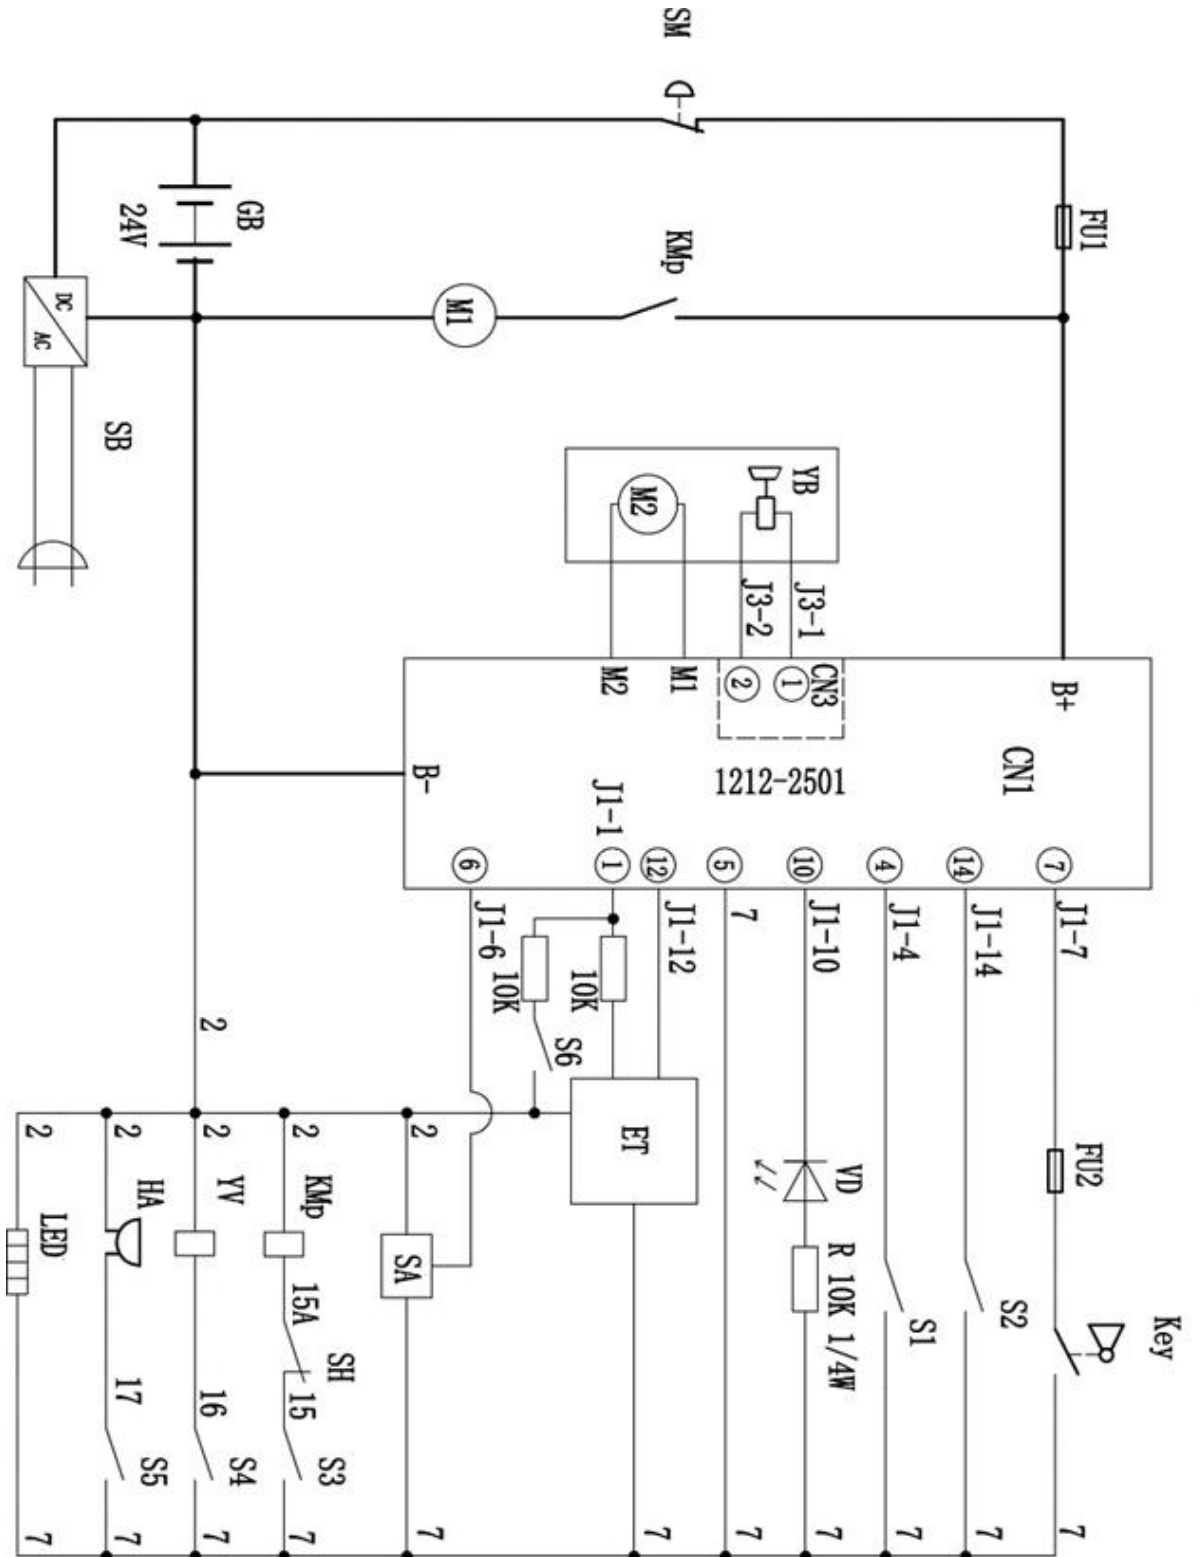 SM
FU1
GB
24V
KMp
M1
DC
AC
SB
YB
M2
J3-1
J3-2
CN3
1
2
M1
M2
B+
CN1
1212-2501
B-
J1-1
6
1
12
5
10
4
14
7
J1-6
10K
10K
J1-12
7
J1-10
J1-4
J1-14
J1-7
S6
2
ET
FU2
VD
R 10K 1/4W
S1
S2
Key
2
2
2
2
2
LED
HA
YV
KMp
SA
15A
SH
15
16
17
S5
S4
S3
7
7
7
7
7
7
7
7
7
7
7